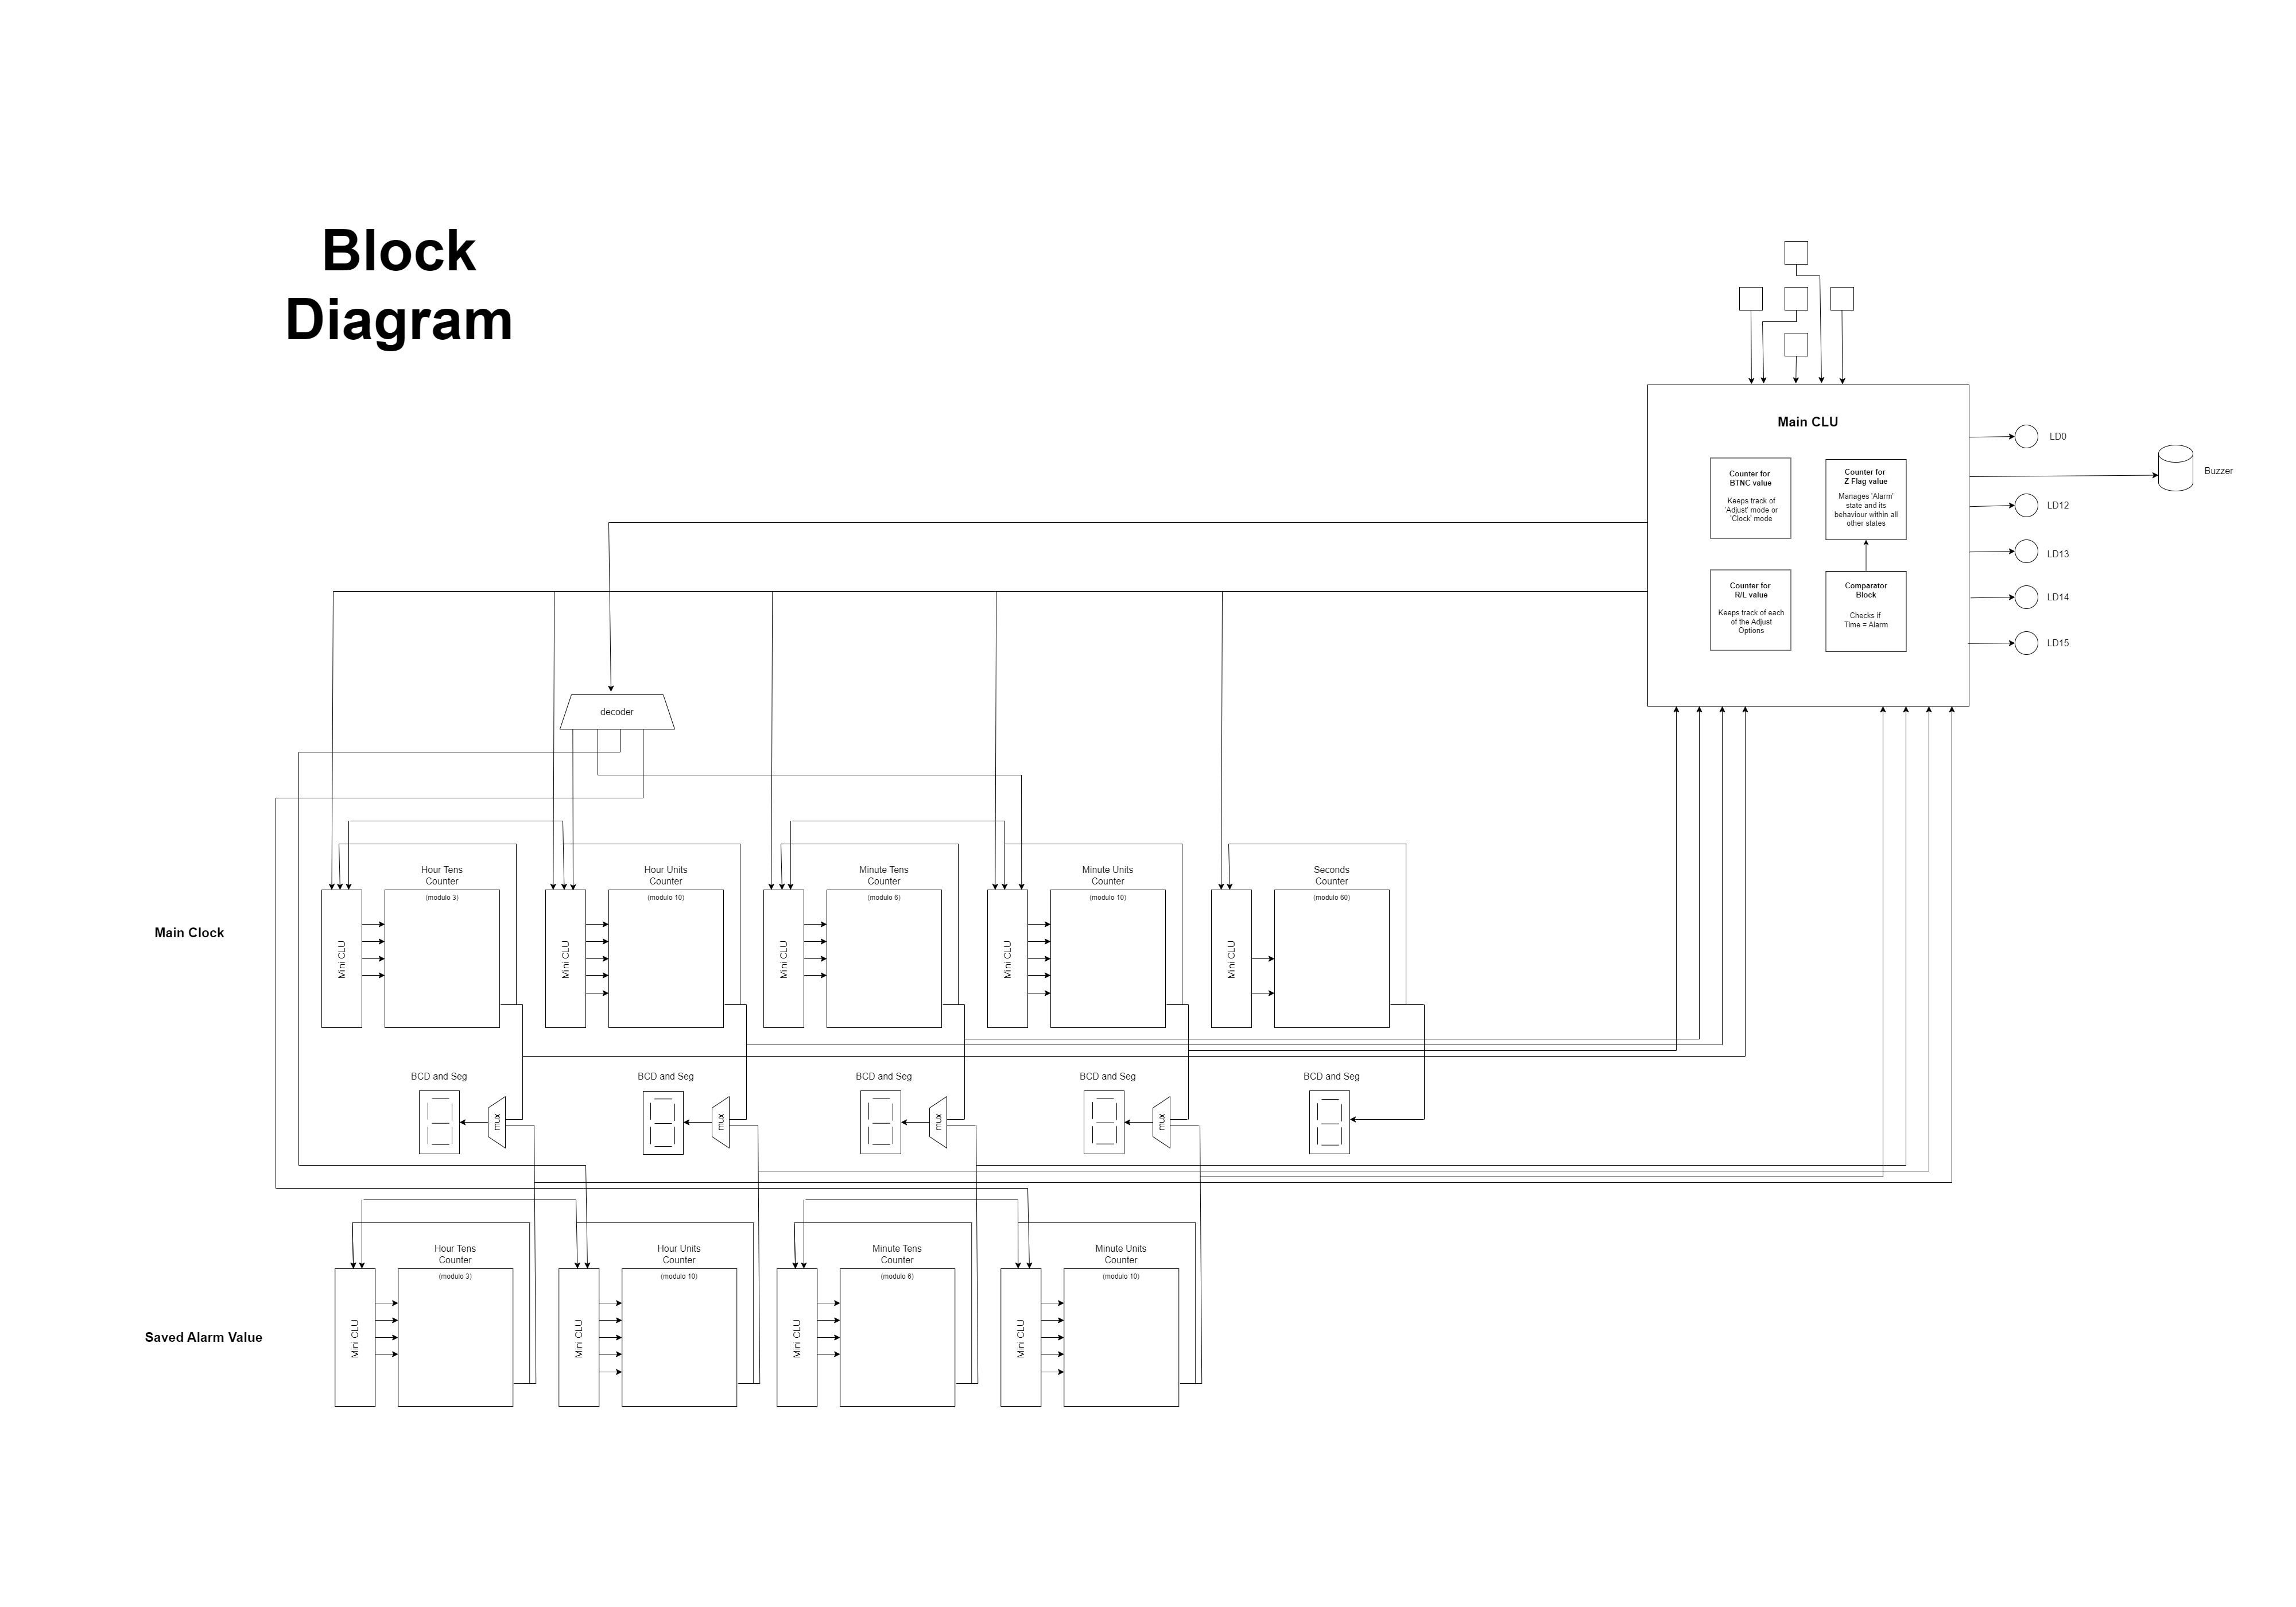 Block
Diagram
Main CLU
Counter for
BTNC value
Keeps track of
'Adjust' mode or
'Clock' mode
Counter for
Z Flag value
Manages 'Alarm'
state and its
behaviour within all
other states
Counter for
R/L value
Keeps track of each
of the Adjust
Options
Comparator
Block
Checks if
Time = Alarm
LD0
Buzzer
LD12
LD13
LD14
LD15
decoder
Main Clock
Mini CLU
Hour Tens
Counter
(modulo 3)
Mini CLU
Hour Units
Counter
(modulo 10)
Mini CLU
Minute Tens
Counter
(modulo 6)
Mini CLU
Minute Units
Counter
(modulo 10)
Mini CLU
Seconds
Counter
(modulo 60)
BCD and Seg
mux
BCD and Seg
mux
BCD and Seg
mux
BCD and Seg
mux
BCD and Seg
Saved Alarm Value
Mini CLU
Hour Tens
Counter
(modulo 3)
Mini CLU
Hour Units
Counter
(modulo 10)
Mini CLU
Minute Tens
Counter
(modulo 6)
Mini CLU
Minute Units
Counter
(modulo 10)